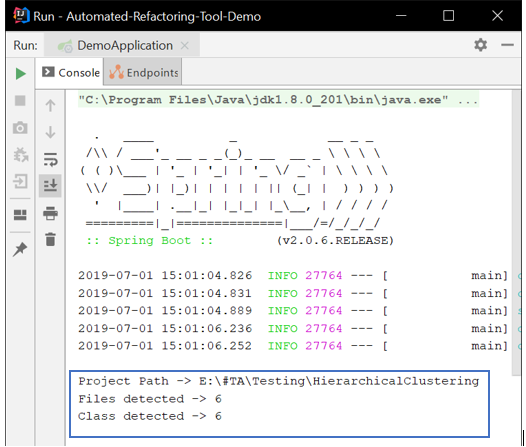 Run - Automated-Refactoring-Tool-Demo
Run: DemoApplication
Console Endpoints
"C:\Program Files\Java\jdk1.8.0_201\bin\java.exe" ...
  .   ____          _            __ _ _
 /\\ / ___'_ __ _ _(_)_ __  __ _ \ \ \ \
( ( )\___ | '_ | '_| | '_ \/ _` | \ \ \ \
 \\/  ___)| |_)| | | | | || (_| |  ) ) ) )
  '  |____| .__|_| |_|_| |_\__, | / / / /
 =========|_|==============|___/=/_/_/_/
 :: Spring Boot ::        (v2.0.6.RELEASE)
2019-07-01 15:01:04.826  INFO 27764 --- [           main]
2019-07-01 15:01:04.831  INFO 27764 --- [           main]
2019-07-01 15:01:04.889  INFO 27764 --- [           main]
2019-07-01 15:01:06.236  INFO 27764 --- [           main]
2019-07-01 15:01:06.252  INFO 27764 --- [           main]
Project Path -> E:\#TA\Testing\HierarchicalClustering
Files detected -> 6
Class detected -> 6